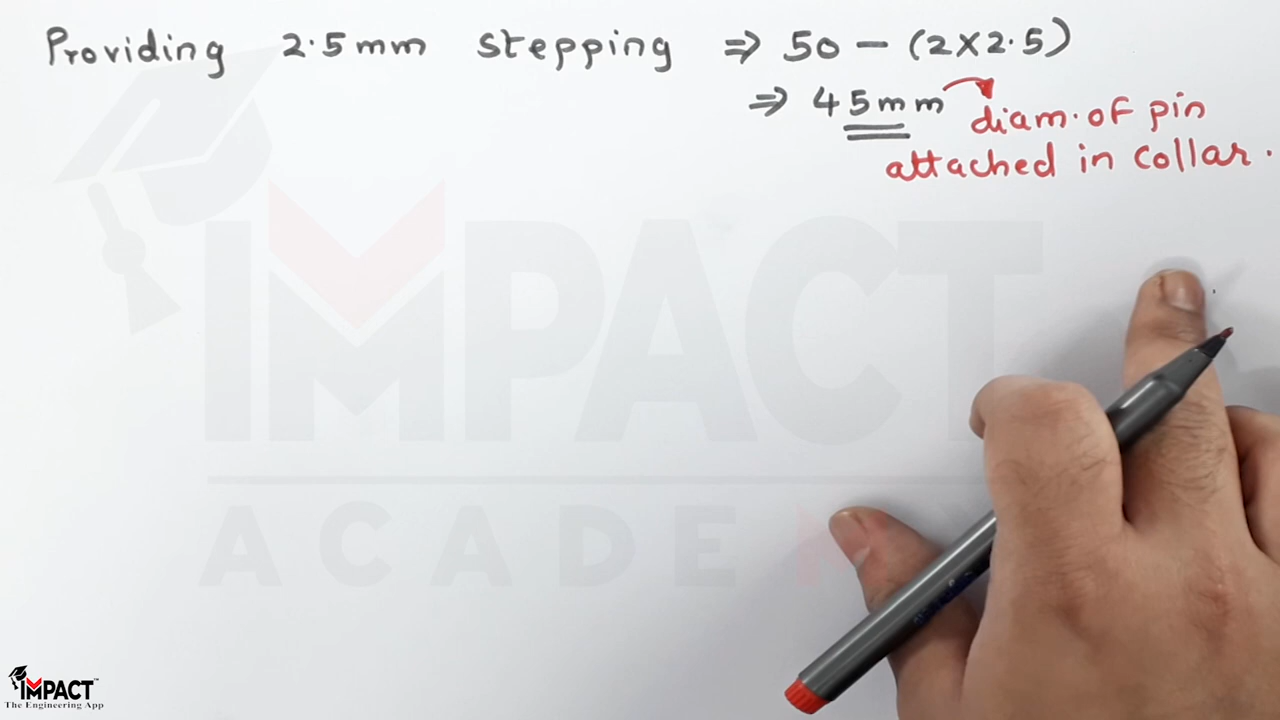 Providing 2.5mm stepping ⇒ 50 - (2×2.5)
⇒ 45mm
diam. of pin
attached in collar.
IMPACT
ACADEM
IMPACT
The Engineering App